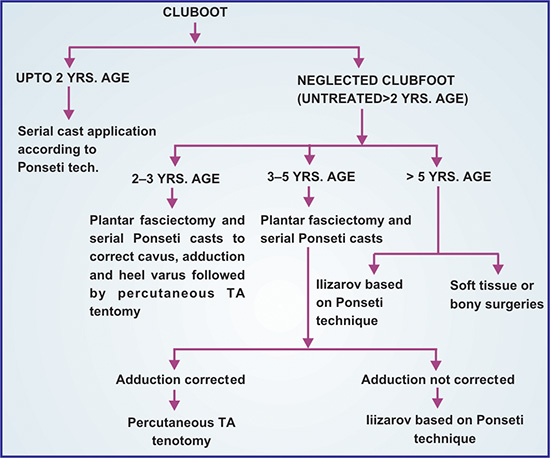 CLUBOOT
UPTO 2 YRS. AGE
NEGLECTED CLUBFOOT
(UNTREATED>2 YRS. AGE)
Serial cast application
according to
Ponseti tech.
2–3 YRS. AGE
3–5 YRS. AGE
> 5 YRS. AGE
Plantar fasciectomy and
serial Ponseti casts to
correct cavus, adduction
and heel varus followed
by percutaneous TA
tentomy
Plantar fasciectomy and
serial Ponseti casts
Ilizarov based
on Ponseti
technique
Soft tissue or
bony surgeries
Adduction corrected
Adduction not corrected
Percutaneous TA
tenotomy
Iiizarov based on Ponseti
technique